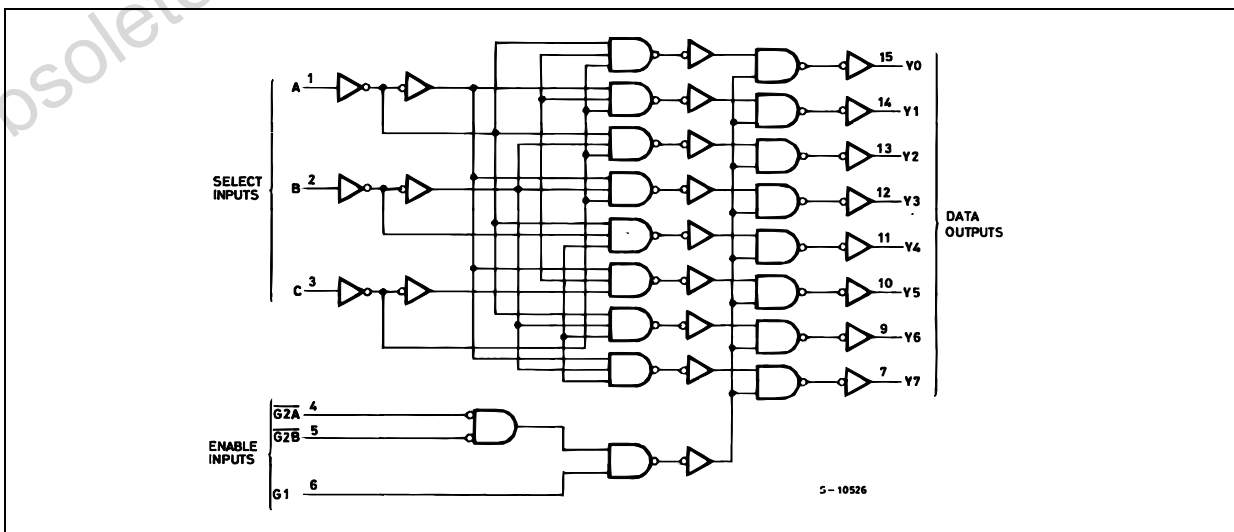 bsolete
SELECT
INPUTS
A 1
B 2
C 3
ENABLE
INPUTS
G2A 4
G2B 5
G1 6
15 Y0
14 Y1
13 Y2
12 Y3
11 Y4
10 Y5
9 Y6
7 Y7
DATA
OUTPUTS
S-10526